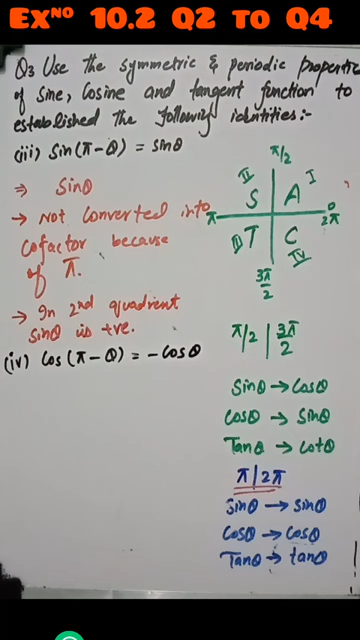 Ex NO 10.2 Q2 TO Q4
Q3 Use the symmetric & periodic properties
of sine, Cosine and tangent function to
established the following identities:-
(iii) Sin(π-θ) = sinθ
⇒ Sinθ
→ Not Converted into
cofactor because
of π.
→ In 2nd quadrant
sinθ is +ve.
(iv) Cos(π-θ) = -Cosθ
π/2
II I
S A
π 0
2π
III T C
IV
3π/2
π/2 | 3π/2
Sinθ → Cosθ
Cosθ → Sinθ
Tanθ → Cotθ
π/2π
Sinθ → Sinθ
Cosθ → Cosθ
Tanθ → tanθ